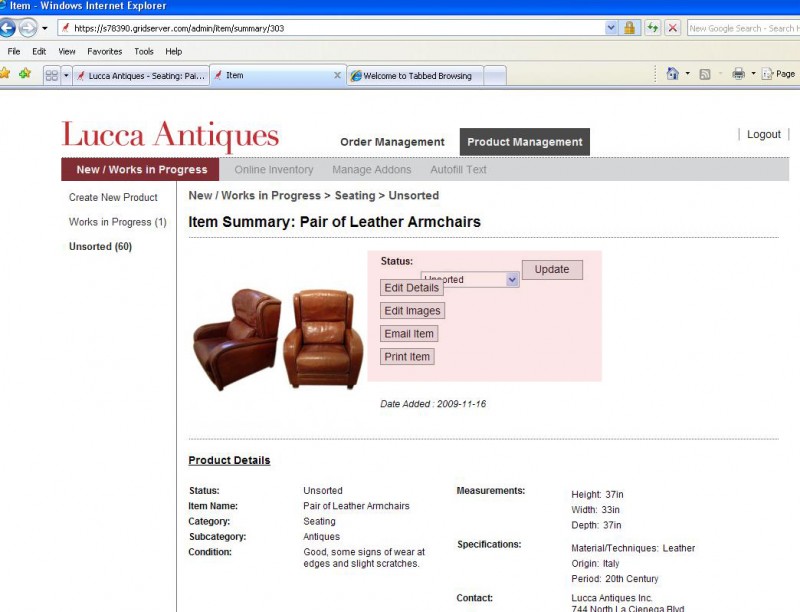 Item - Windows Internet Explorer
https://s78390.gridserver.com/admin/item/summary/303
New Google Search - Search
File Edit View Favorites Tools Help
Lucca Antiques - Seating: Pai... Item Welcome to Tabbed Browsing Page
Lucca Antiques
Order Management Product Management Logout
New / Works in Progress Online Inventory Manage Addons Autofill Text
Create New Product
Works in Progress (1)
Unsorted (60)
New / Works in Progress > Seating > Unsorted
Item Summary: Pair of Leather Armchairs
Status:
Unsorted Update
Edit Details
Edit Images
Email Item
Print Item
Date Added : 2009-11-16
Product Details
Status: Unsorted
Item Name: Pair of Leather Armchairs
Category: Seating
Subcategory: Antiques
Condition: Good, some signs of wear at
edges and slight scratches.
Measurements: Height: 37in
Width: 33in
Depth: 37in
Specifications: Material/Techniques: Leather
Origin: Italy
Period: 20th Century
Contact: Lucca Antiques Inc.
744 North La Cienega Blvd